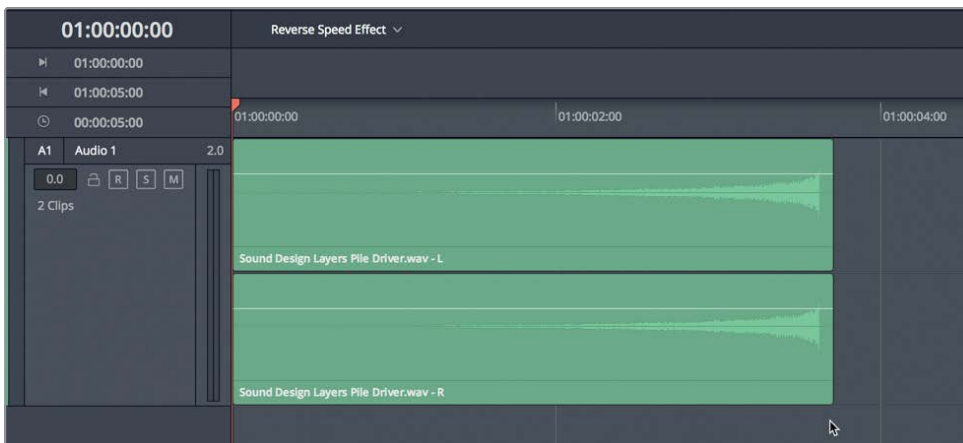 01:00:00:00
Reverse Speed Effect
01:00:00:00
01:00:05:00
00:00:05:00
01:00:00:00
01:00:02:00
01:00:04:00
A1 Audio 1 2.0
0.0 R S M
2 Clips
Sound Design Layers Pile Driver.wav - L
Sound Design Layers Pile Driver.wav - R